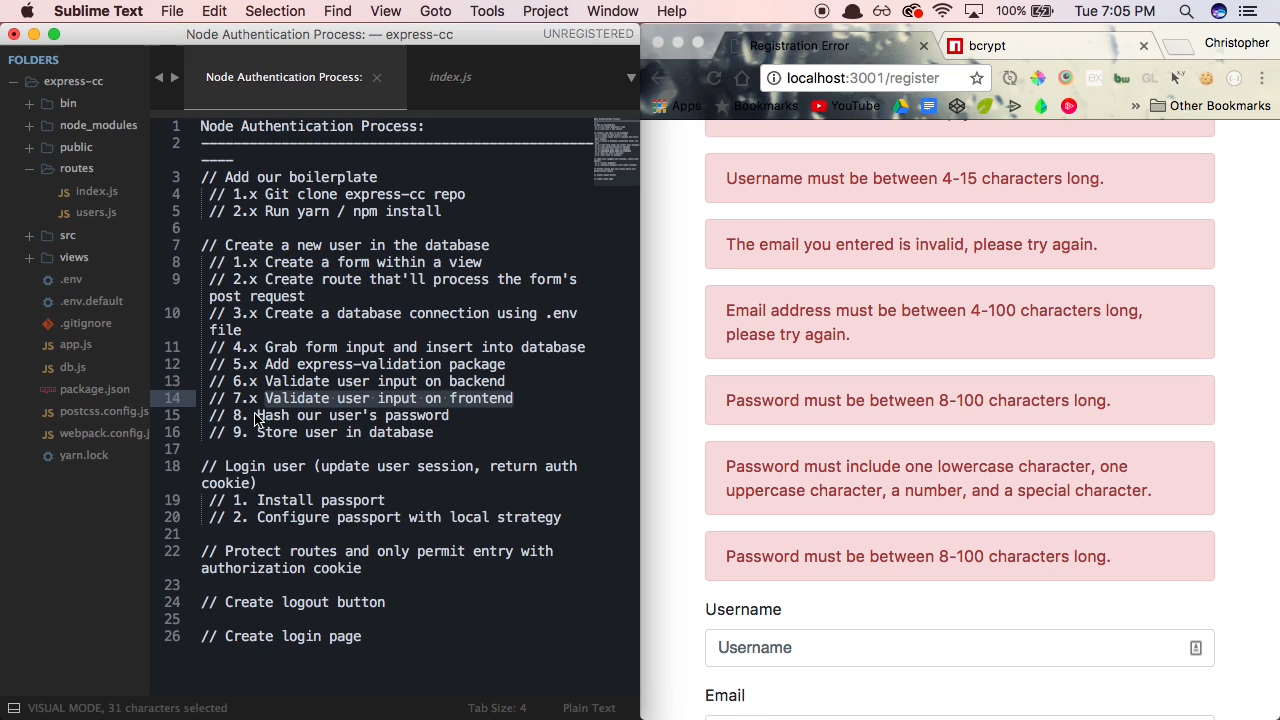 Sublime Text File Edit Selection Find View Goto Tools Project Window Help 100% Tue 7:05 PM
Node Authentication Process: — express-cc UNREGISTERED
Registration Error bcrypt Christopher
localhost:3001/register
Apps Bookmarks YouTube » Other Bookmarks
FOLDERS
express-cc
bin
node_modules
public
routes
index.js
users.js
src
views
.env
.env.default
.gitignore
app.js
db.js
package.json
postcss.config.js
webpack.config.j
yarn.lock
Node Authentication Process: index.js
1 Node Authentication Process:
2 -----------------------------------------------------
3 // Add our boilerplate
4 // 1.x Git clone express-cc repo
5 // 2.x Run yarn / npm install
6
7 // Create a new user in the database
8 // 1.x Create a form within a view
9 // 2.x Create route that'll process the form's
post request
10 // 3.x Create a database connection using .env
file
11 // 4.x Grab form input and insert into database
12 // 5.x Add express-validation package
13 // 6.x Validate user input on backend
14 // 7.x Validate user input on frontend
15 // 8. Hash our user's password
16 // 9. Store user in database
17
18 // Login user (update user session, return auth
cookie)
19 // 1. Install passport
20 // 2. Configure passport with local strategy
21
22 // Protect routes and only permit entry with
authorization cookie
23
24 // Create logout button
25
26 // Create login page
VISUAL MODE, 31 characters selected Tab Size: 4 Plain Text
Username must be between 4-15 characters long.
The email you entered is invalid, please try again.
Email address must be between 4-100 characters long,
please try again.
Password must be between 8-100 characters long.
Password must include one lowercase character, one
uppercase character, a number, and a special character.
Password must be between 8-100 characters long.
Username
Username
Email